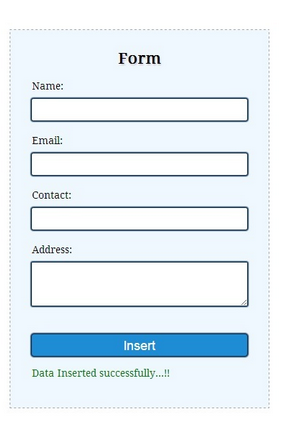 Form
Name:
Email:
Contact:
Address:
Insert
Data Inserted successfully...!!